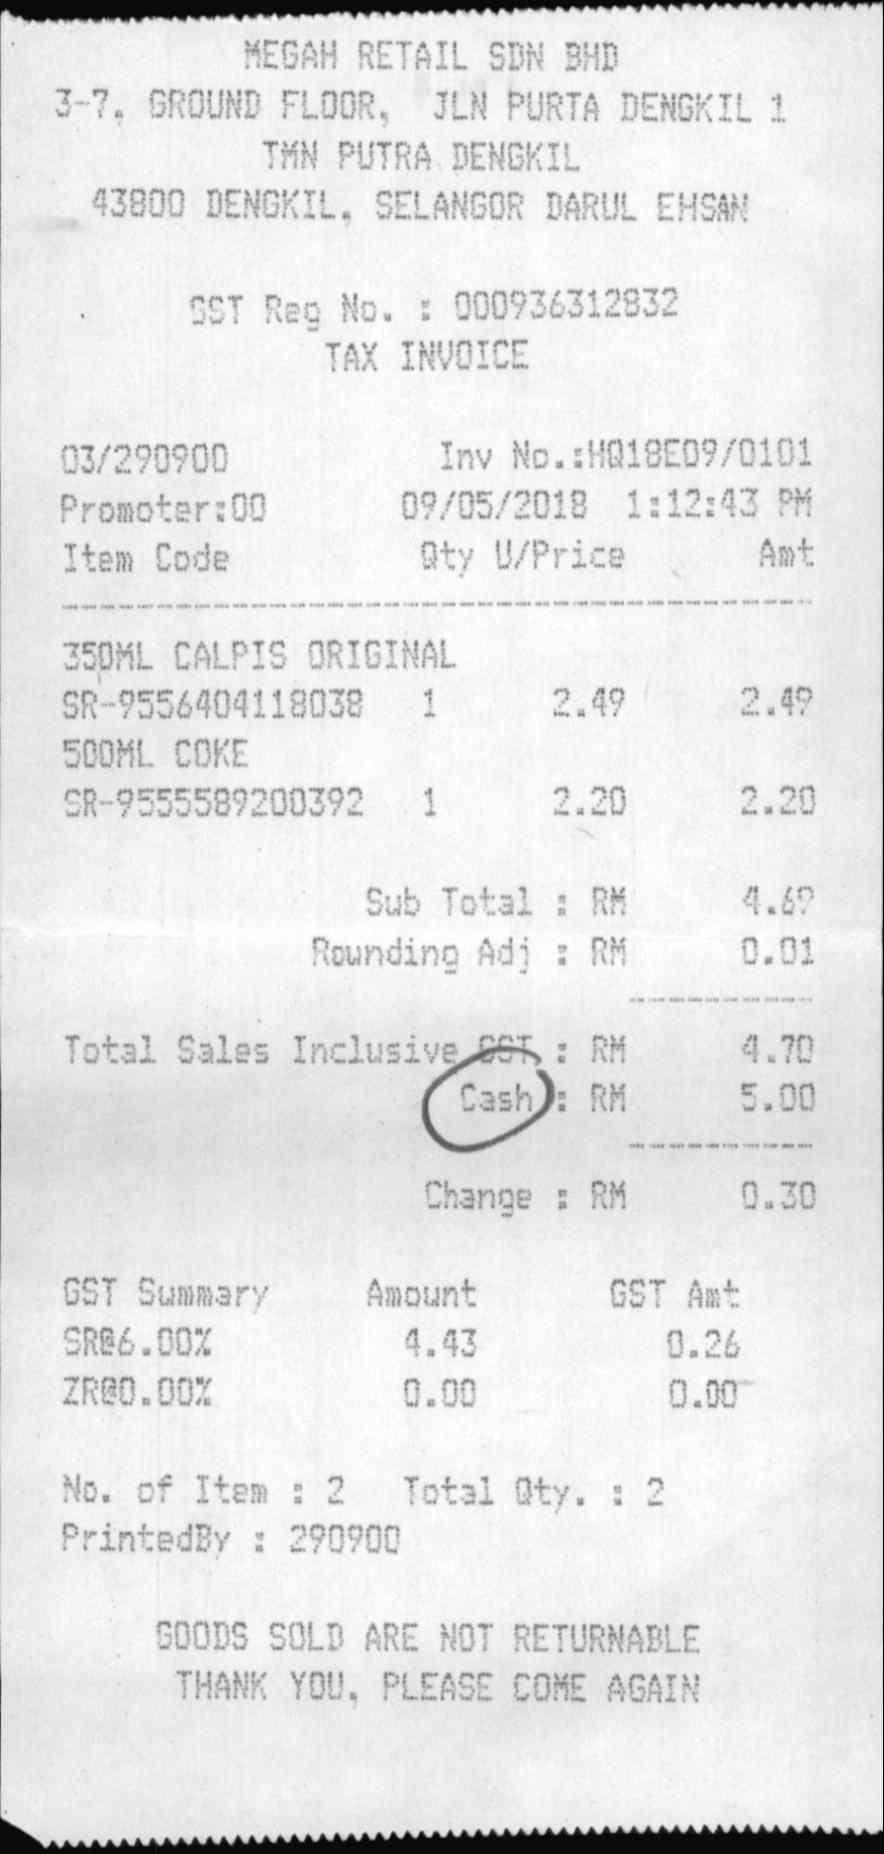 MEGAH RETAIL SDN BHD
3-7, GROUND FLOOR, JLN PURTA DENGKIL 1
TMN PUTRA DENGKIL
43800 DENGKIL, SELANGOR DARUL EHSAN
GST Reg No. : 000936312832
TAX INVOICE
03/290900 Inv No.:HQ18E09/0101
Promoter:00 09/05/2018 1:12:43 PM
Item Code Qty U/Price Amt
350ML CALPIS ORIGINAL
SR-9556404118038 1 2.49 2.49
500ML COKE
SR-9555589200392 1 2.20 2.20
Sub Total : RM 4.69
Rounding Adj : RM 0.01
Total Sales Inclusive GST : RM 4.70
Cash : RM 5.00
Change : RM 0.30
GST Summary Amount GST Amt
SR@6.00% 4.43 0.26
ZR@0.00% 0.00 0.00
No. of Item : 2 Total Qty. : 2
PrintedBy : 290900
GOODS SOLD ARE NOT RETURNABLE
THANK YOU, PLEASE COME AGAIN